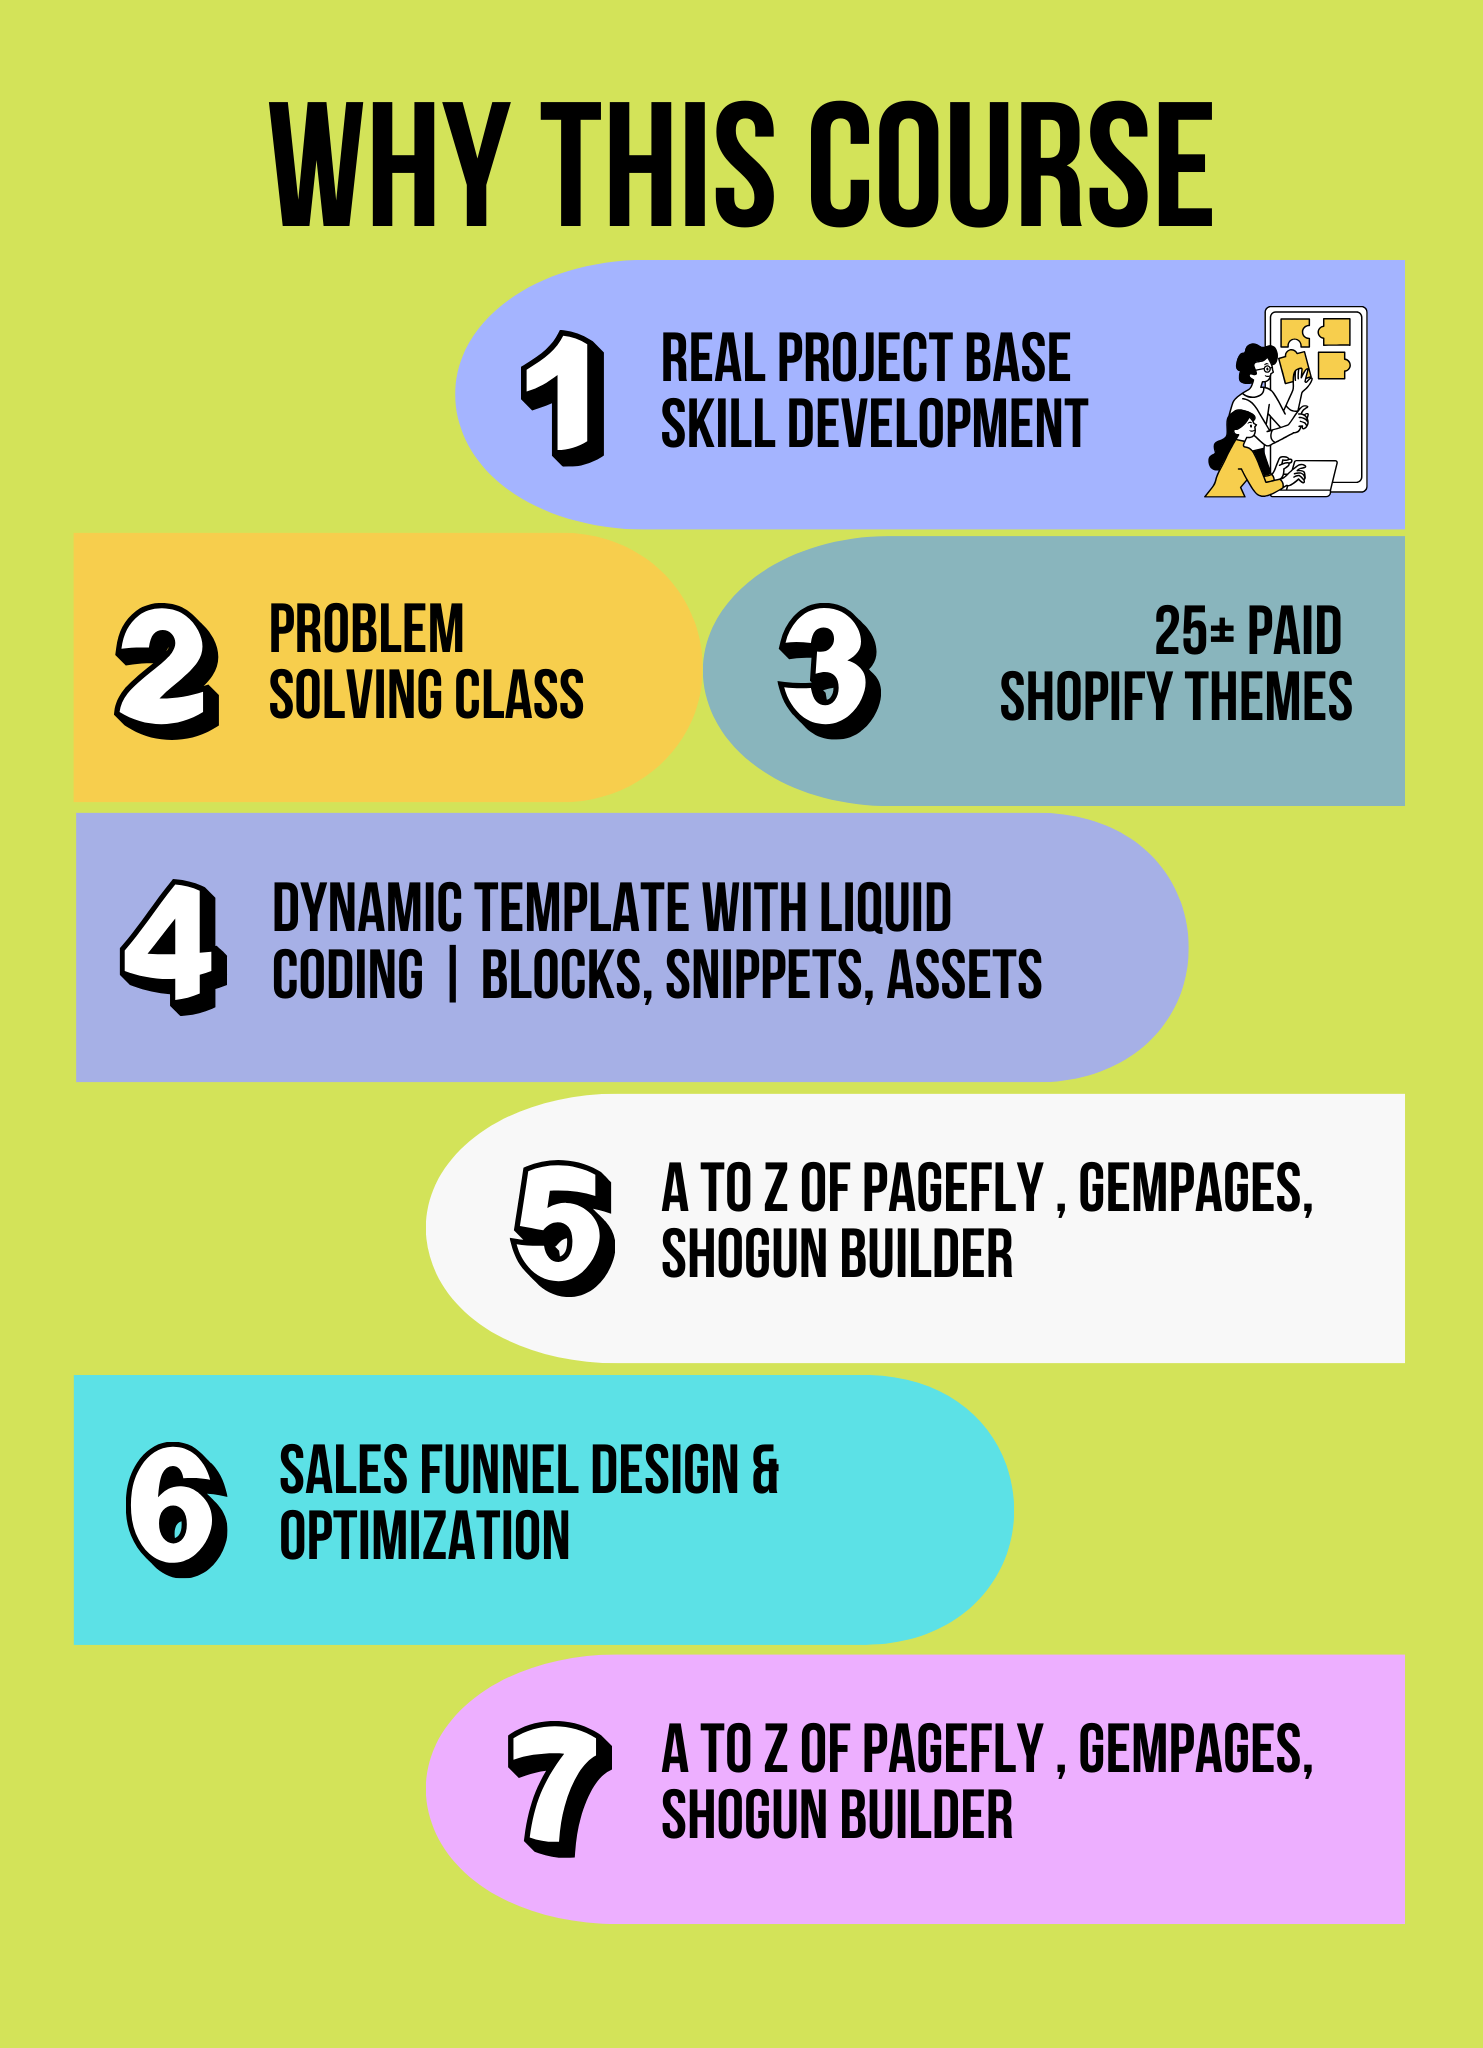 WHY THIS COURSE
1
REAL PROJECT BASE
SKILL DEVELOPMENT
2
PROBLEM
SOLVING CLASS
3
25± PAID
SHOPIFY THEMES
4
DYNAMIC TEMPLATE WITH LIQUID
CODING | BLOCKS, SNIPPETS, ASSETS
5
A TO Z OF PAGEFLY , GEMPAGES,
SHOGUN BUILDER
6
SALES FUNNEL DESIGN &
OPTIMIZATION
7
A TO Z OF PAGEFLY , GEMPAGES,
SHOGUN BUILDER